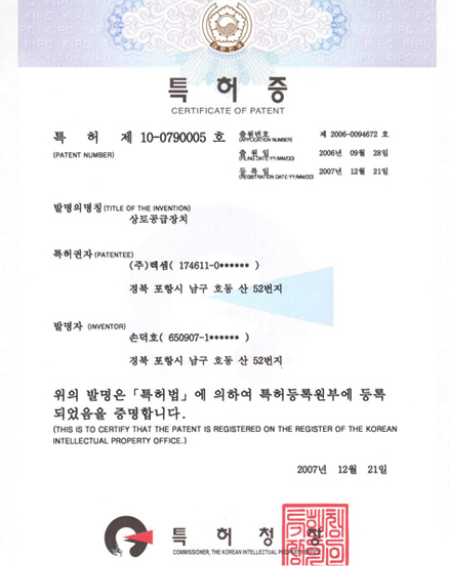 특 허 증
CERTIFICATE OF PATENT
특 허 제 10-0790005 호
(PATENT NUMBER)
출원번호 제 2006-0094672 호
(APPLICATION NUMBER)
출 원 일 2006년 09월 28일
(FILING DATE:YY/MM/DD)
등 록 일 2007년 12월 21일
(REGISTRATION DATE:YY/MM/DD)
발명의명칭(TITLE OF THE INVENTION)
상토공급장치
특허권자(PATENTEE)
(주)텍셈( 174611-0****** )
경북 포항시 남구 호동 산 52번지
발명자 (INVENTOR)
손덕호( 650907-1****** )
경북 포항시 남구 호동 산 52번지
위의 발명은「특허법」에 의하여 특허등록원부에 등록
되었음을 증명합니다.
(THIS IS TO CERTIFY THAT THE PATENT IS REGISTERED ON THE REGISTER OF THE KOREAN
INTELLECTUAL PROPERTY OFFICE.)
2007년 12월 21일
특 허 청 장
COMMISSIONER, THE KOREAN INTELLECTUAL PROPERTY OFFICE